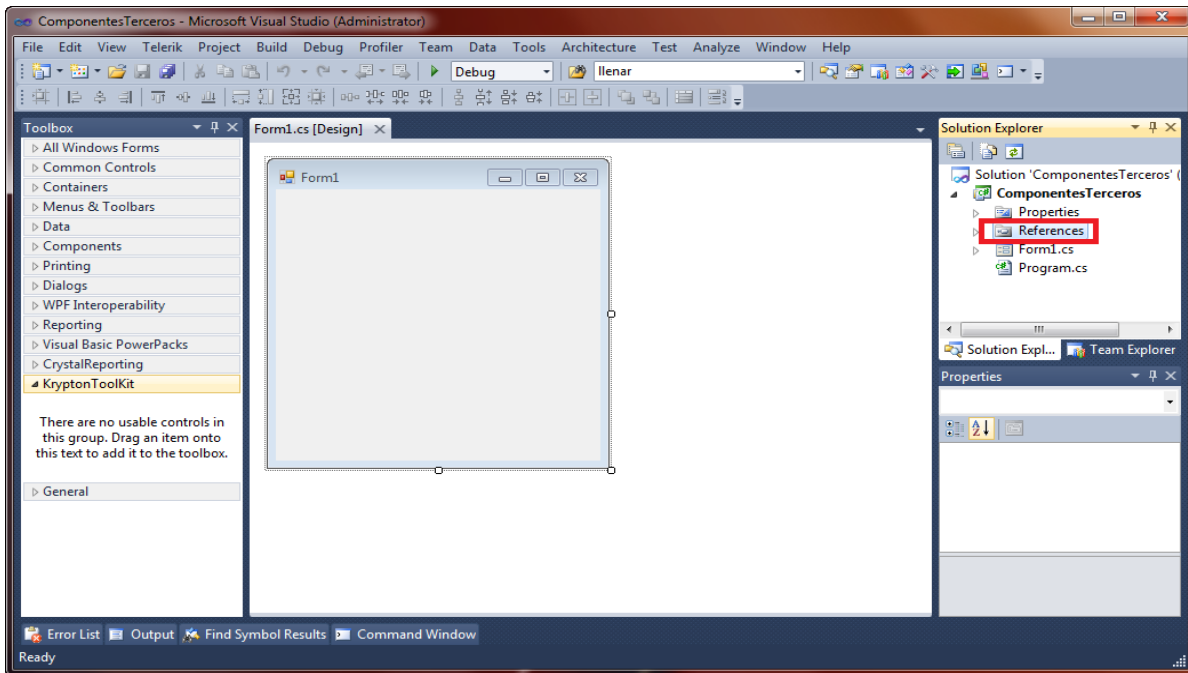 ComponentesTerceros - Microsoft Visual Studio (Administrator)
File Edit View Telerik Project Build Debug Profiler Team Data Tools Architecture Test Analyze Window Help
Debug llenar
Toolbox
All Windows Forms
Common Controls
Containers
Menus & Toolbars
Data
Components
Printing
Dialogs
WPF Interoperability
Reporting
Visual Basic PowerPacks
CrystalReporting
KryptonToolKit
There are no usable controls in
this group. Drag an item onto
this text to add it to the toolbox.
General
Form1.cs [Design]
Form1
Solution Explorer
Solution 'ComponentesTerceros' (
ComponentesTerceros
Properties
References
Form1.cs
Program.cs
Solution Expl... Team Explorer
Properties
Error List Output Find Symbol Results Command Window
Ready